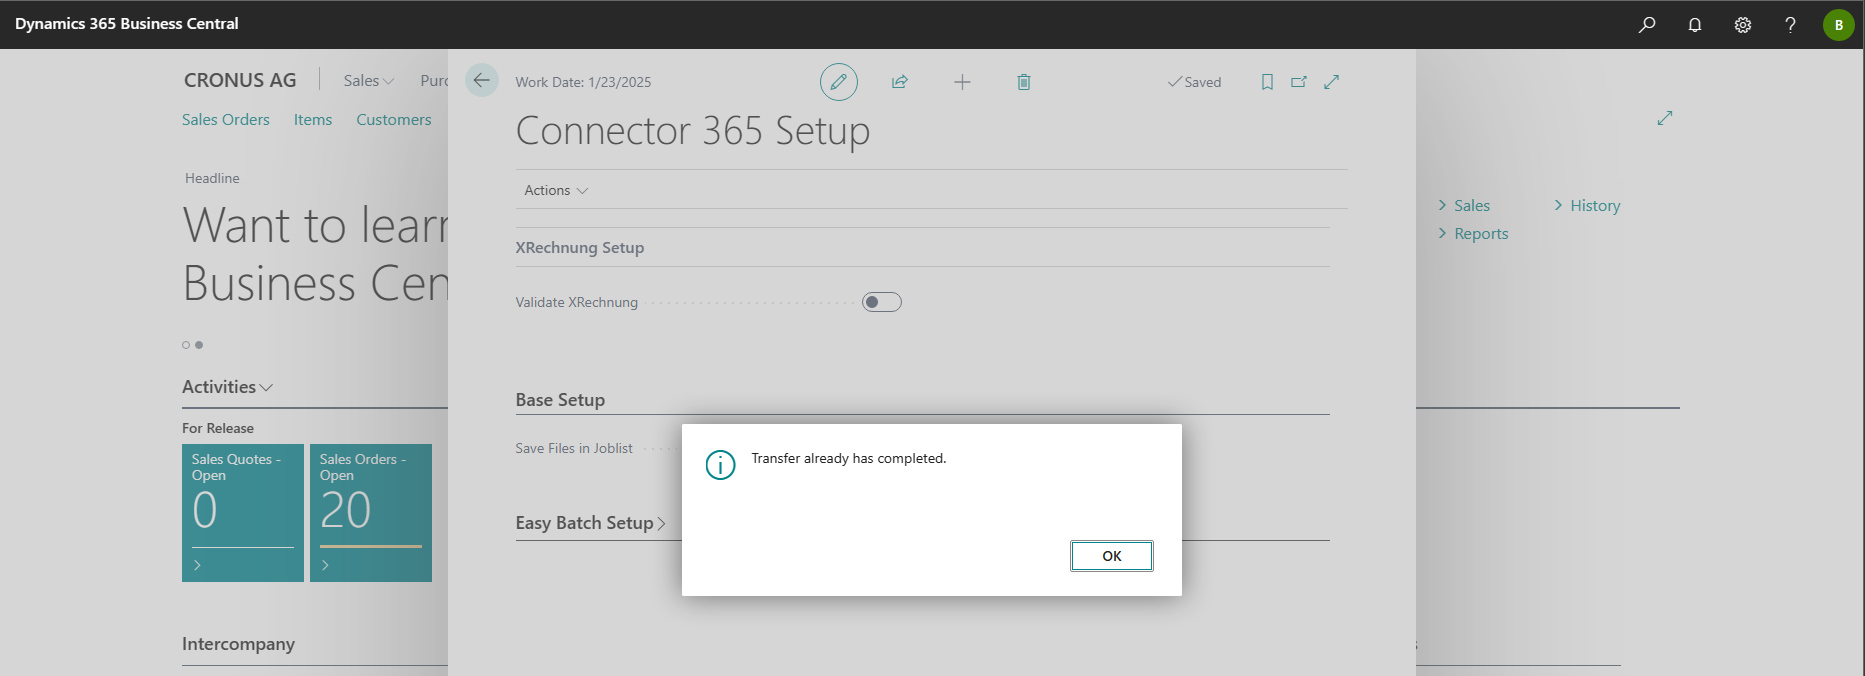 Dynamics 365 Business Central
B
CRONUS AG
Sales
Work Date: 1/23/2025
Saved
Sales Orders
Items
Customers
Connector 365 Setup
Headline
Want to learn
Business Cen
Actions
Sales
History
Reports
XRechnung Setup
Validate XRechnung
Activities
For Release
Sales Quotes -
Open
0
Sales Orders -
Open
20
Base Setup
Save Files in Joblist
Easy Batch Setup
Transfer already has completed.
OK
Intercompany